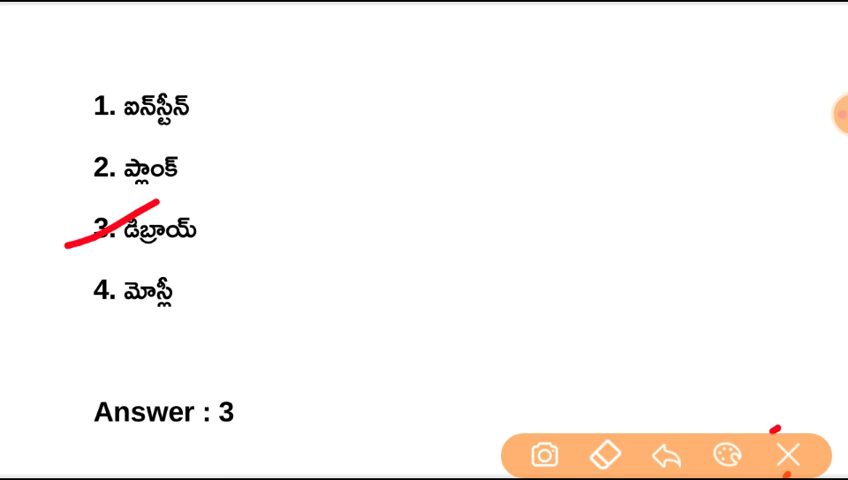 1. ఐన్‌స్టీన్
2. ప్లాంక్
3. డీబ్రాయ్
4. మోస్లీ
Answer : 3